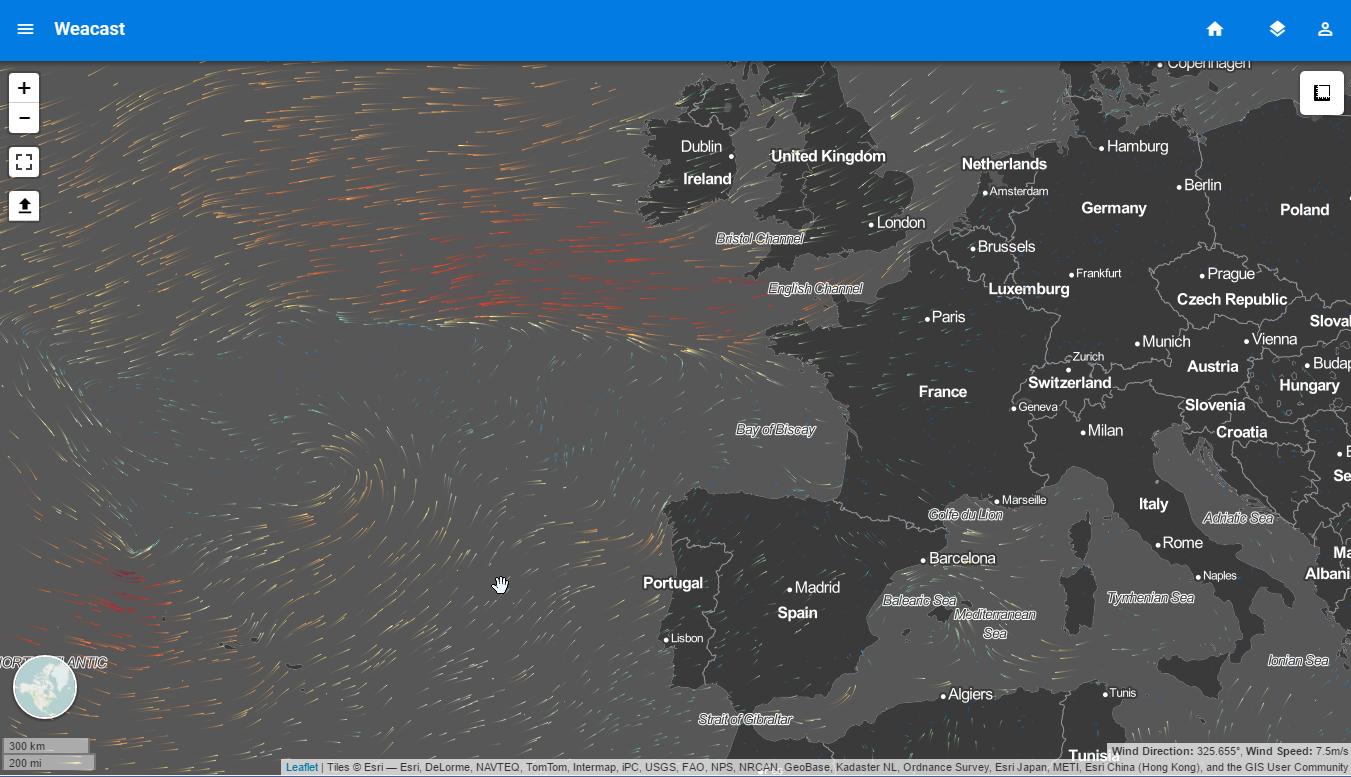 Weacast
Copenhagen
+
−
Dublin
Hamburg
United Kingdom
Netherlands
Ireland
Amsterdam
Berlin
Germany
Poland
London
Bristol Channel
Brussels
Frankfurt
Prague
English Channel
Luxemburg
Czech Republic
Paris
Sloval
Munich
Vienna
Zurich
Austria
Budap
Switzerland
Hungary
France
Geneva
Slovenia
Bay of Biscay
Milan
Croatia
Se
Marseille
Italy
Golfe du Lion
Adriatic Sea
Rome
Barcelona
Ma
Portugal
Madrid
Naples
Albani
Spain
Balearic Sea
Tyrrhenian Sea
Mediterranean
Sea
Lisbon
NORTH ATLANTIC
Ionian Sea
Algiers
Tunis
Strait of Gibraltar
300 km
Wind Direction: 325.655°, Wind Speed: 7.5m/s
Tunisia
200 mi
Leaflet | Tiles © Esri — Esri, DeLorme, NAVTEQ, TomTom, Intermap, iPC, USGS, FAO, NPS, NRCAN, GeoBase, Kadaster NL, Ordnance Survey, Esri Japan, METI, Esri China (Hong Kong), and the GIS User Community